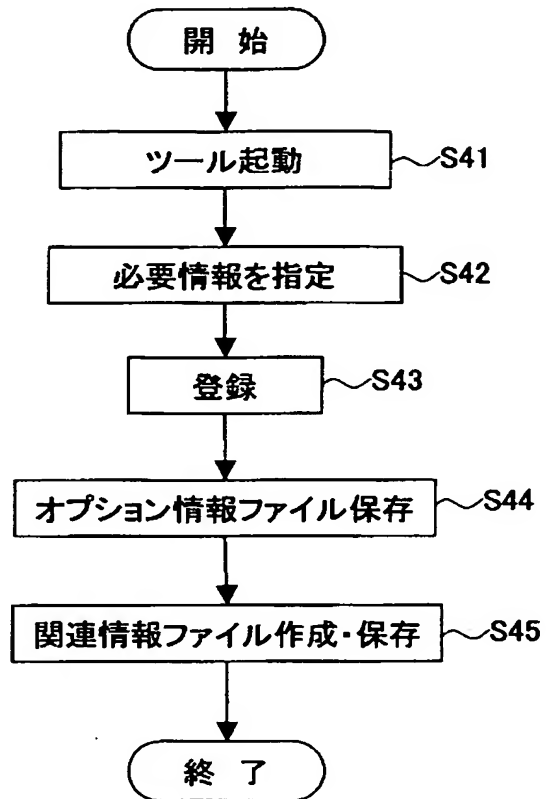 開 始
ツール起動 S41
必要情報を指定 S42
登録 S43
オプション情報ファイル保存 S44
関連情報ファイル作成・保存 S45
終 了